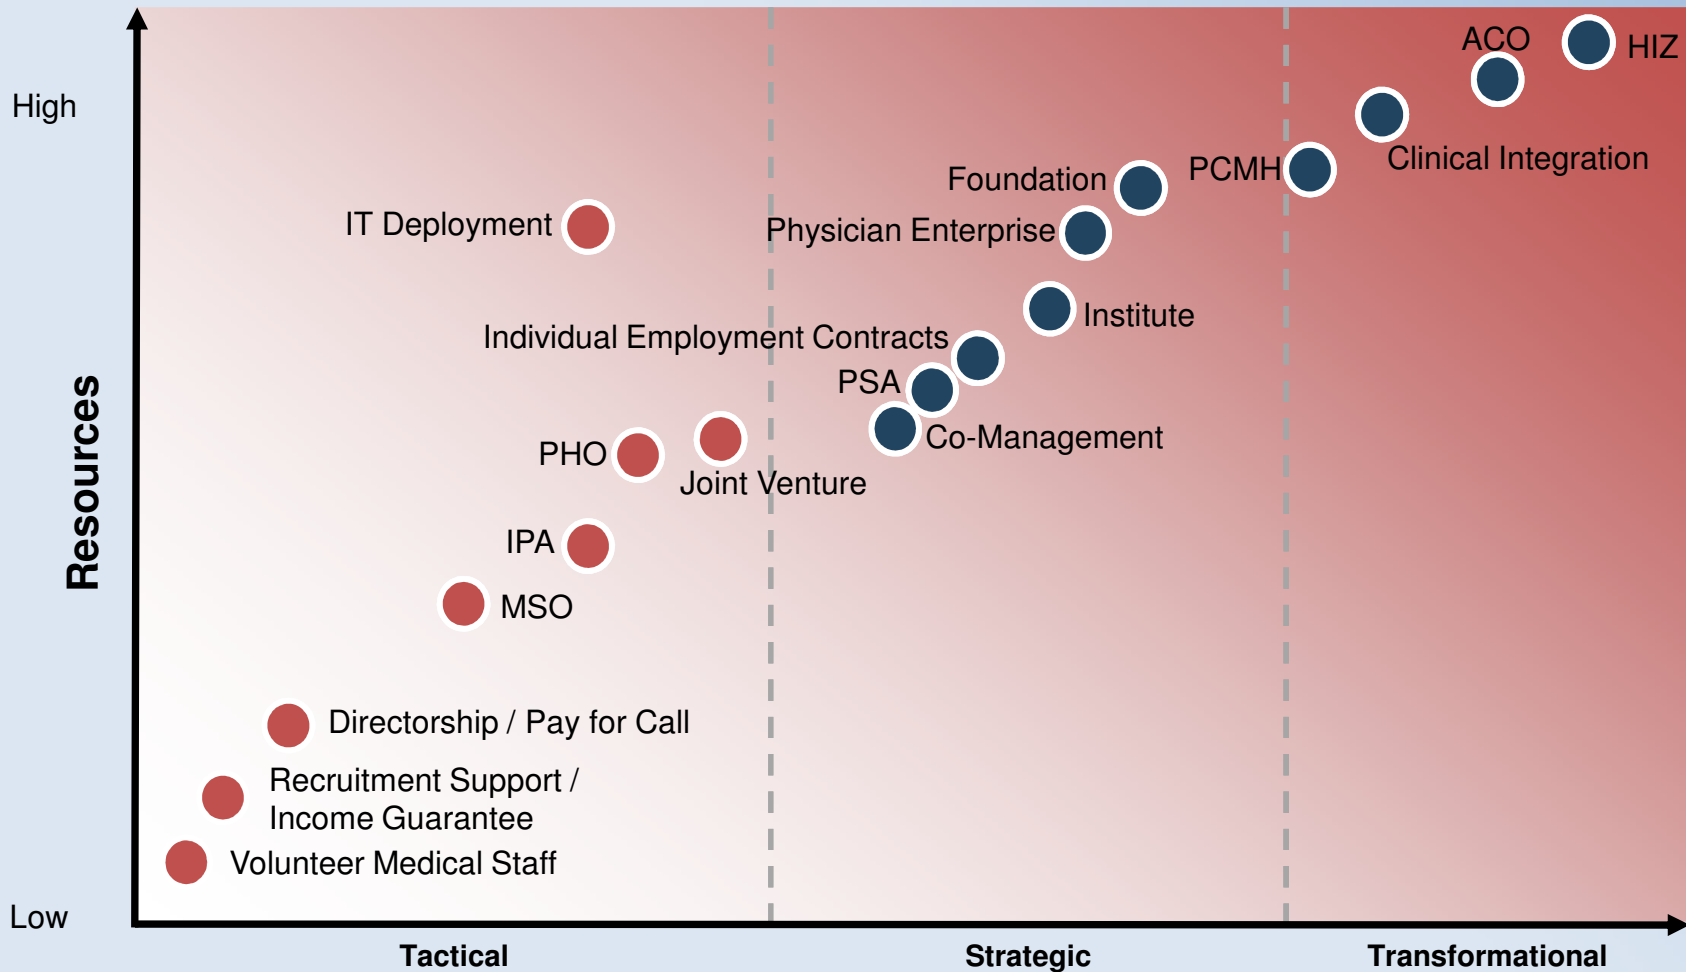 ACO
HIZ
High
Clinical Integration
PCMH
Foundation
IT Deployment
Physician Enterprise
Institute
Individual Employment Contracts
PSA
Co-Management
PHO
Joint Venture
Resources
IPA
MSO
Directorship / Pay for Call
Recruitment Support /
Income Guarantee
Volunteer Medical Staff
Low
Tactical
Strategic
Transformational